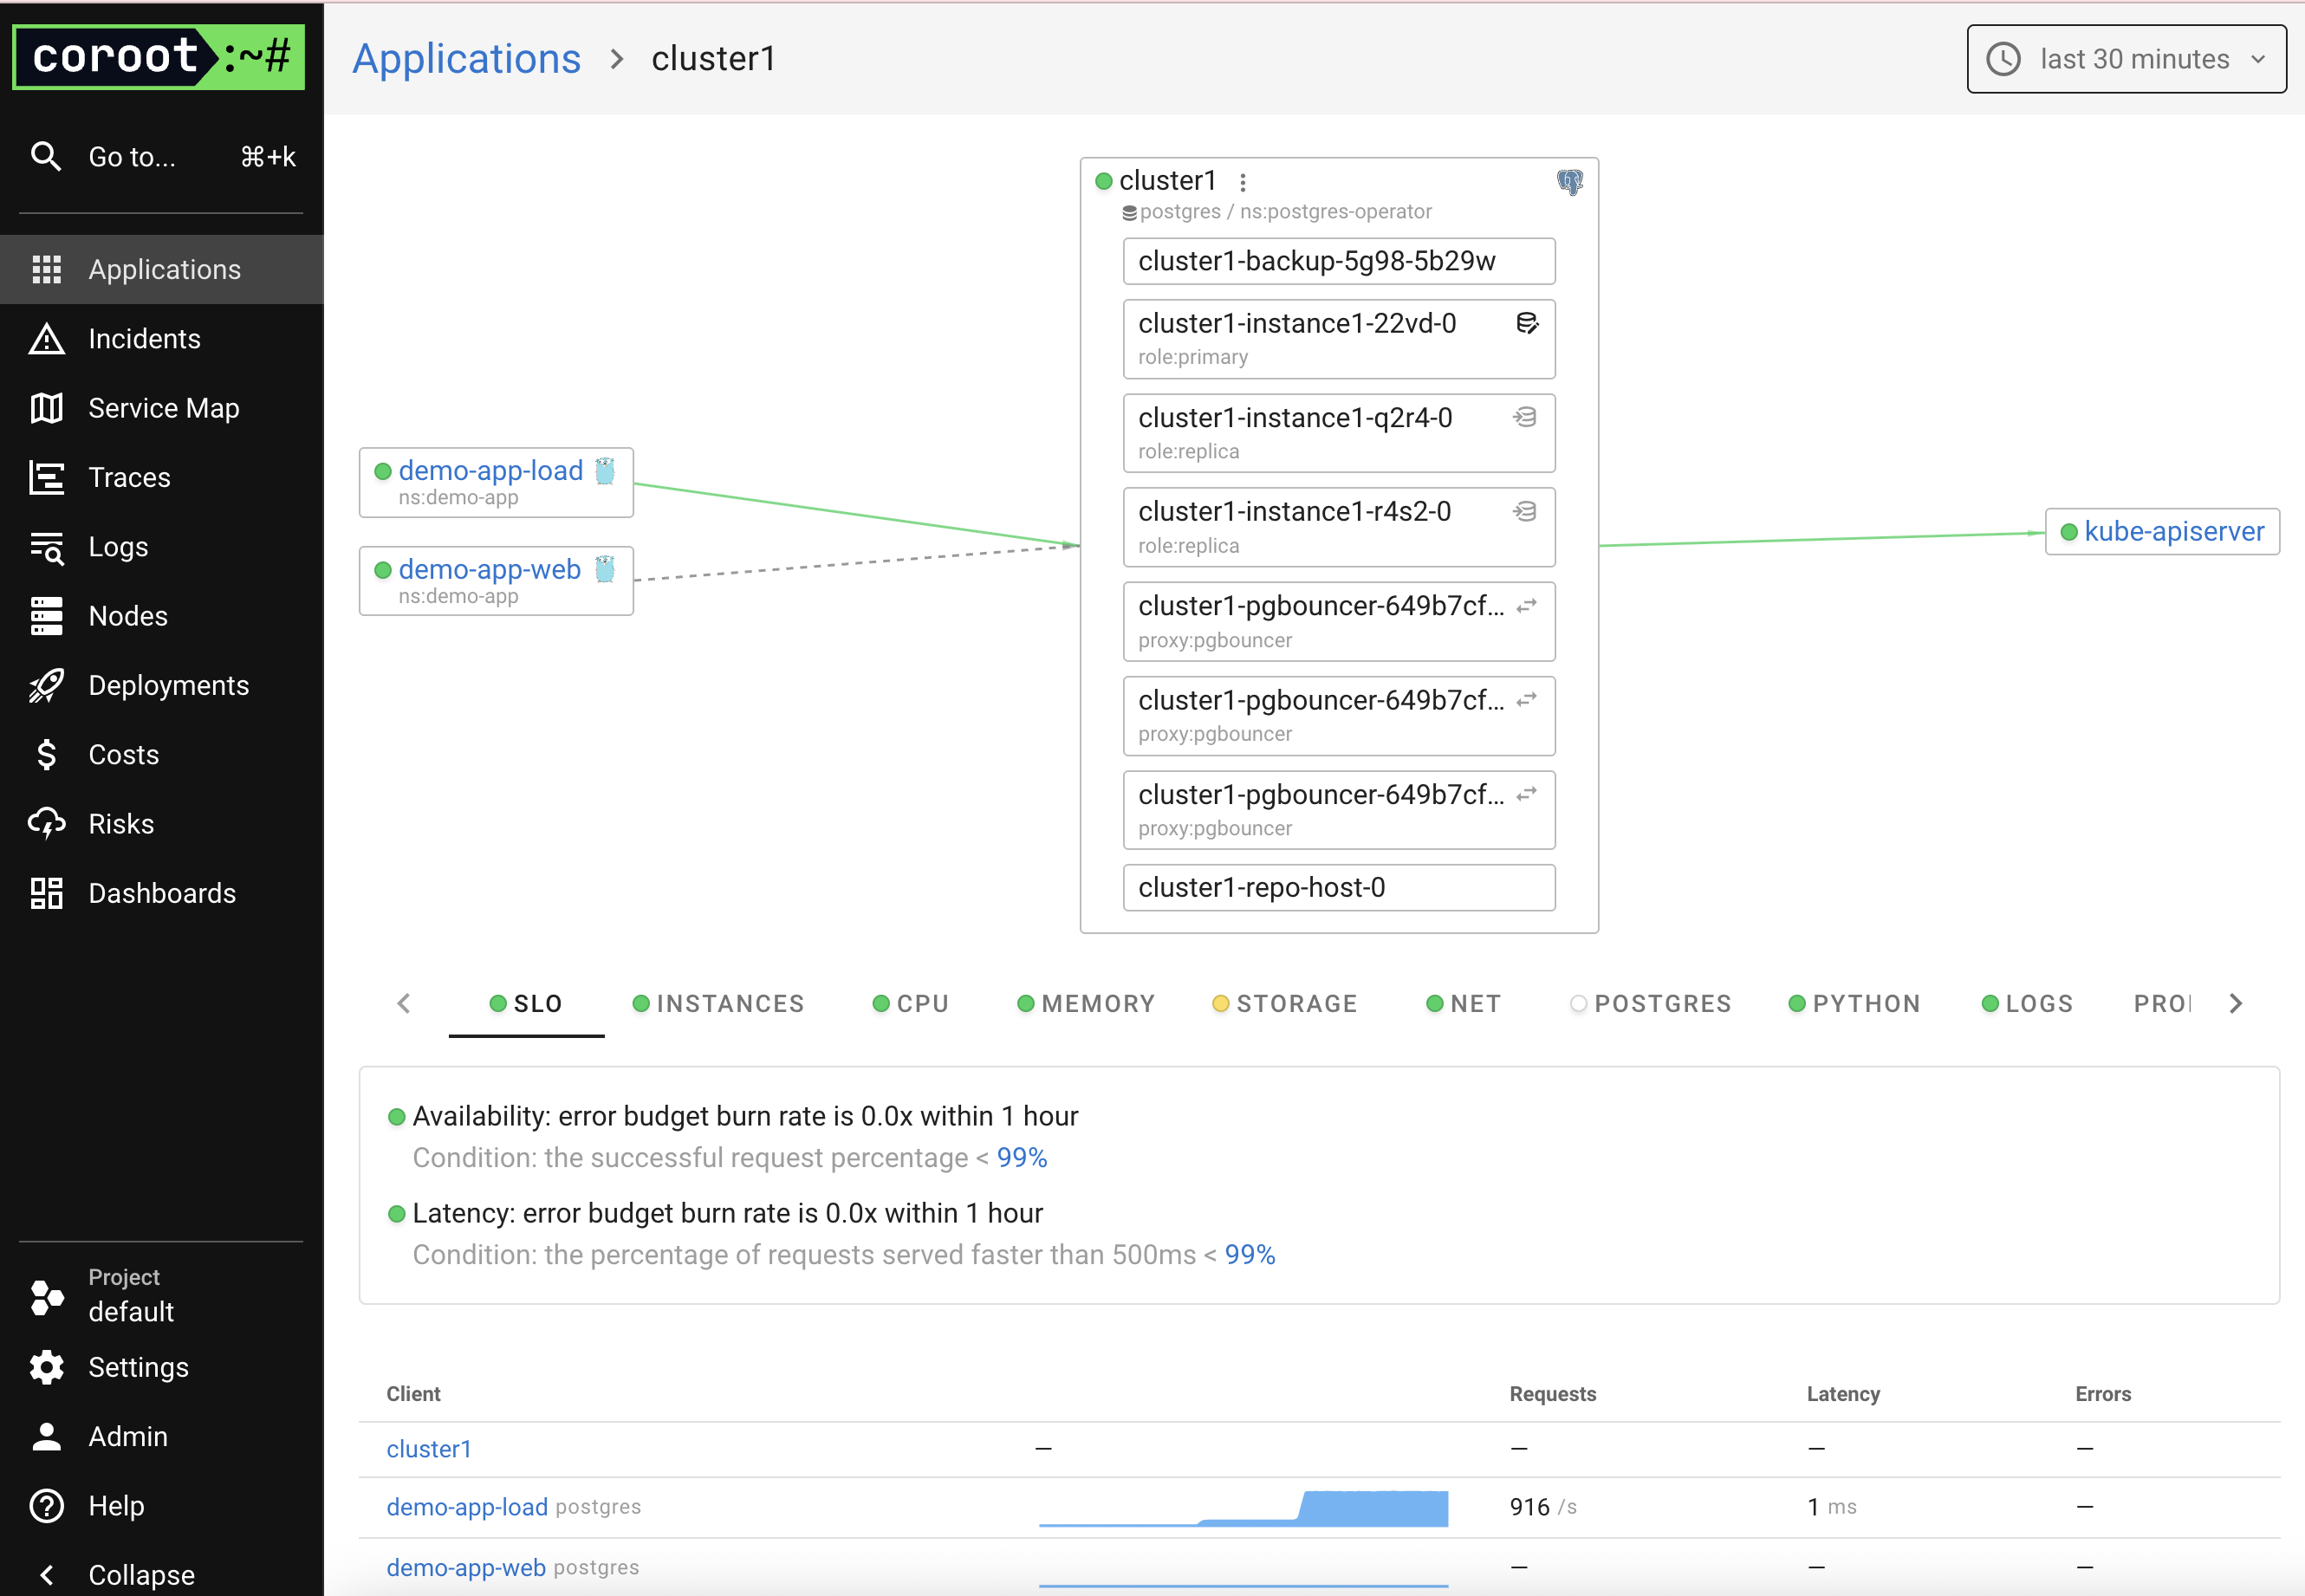 coroot:~#
Go to... ⌘+k
Applications
Incidents
Service Map
Traces
Logs
Nodes
Deployments
Costs
Risks
Dashboards
Project
default
Settings
Admin
Help
Collapse
Applications > cluster1
last 30 minutes
demo-app-load
ns:demo-app
demo-app-web
ns:demo-app
cluster1
postgres / ns:postgres-operator
cluster1-backup-5g98-5b29w
cluster1-instance1-22vd-0
role:primary
cluster1-instance1-q2r4-0
role:replica
cluster1-instance1-r4s2-0
role:replica
cluster1-pgbouncer-649b7cf...
proxy:pgbouncer
cluster1-pgbouncer-649b7cf...
proxy:pgbouncer
cluster1-pgbouncer-649b7cf...
proxy:pgbouncer
cluster1-repo-host-0
kube-apiserver
SLO INSTANCES CPU MEMORY STORAGE NET POSTGRES PYTHON LOGS
Availability: error budget burn rate is 0.0x within 1 hour
Condition: the successful request percentage < 99%
Latency: error budget burn rate is 0.0x within 1 hour
Condition: the percentage of requests served faster than 500ms < 99%
Client Requests Latency Errors
cluster1 – – – –
demo-app-load postgres 916 /s 1 ms –
demo-app-web postgres – – –